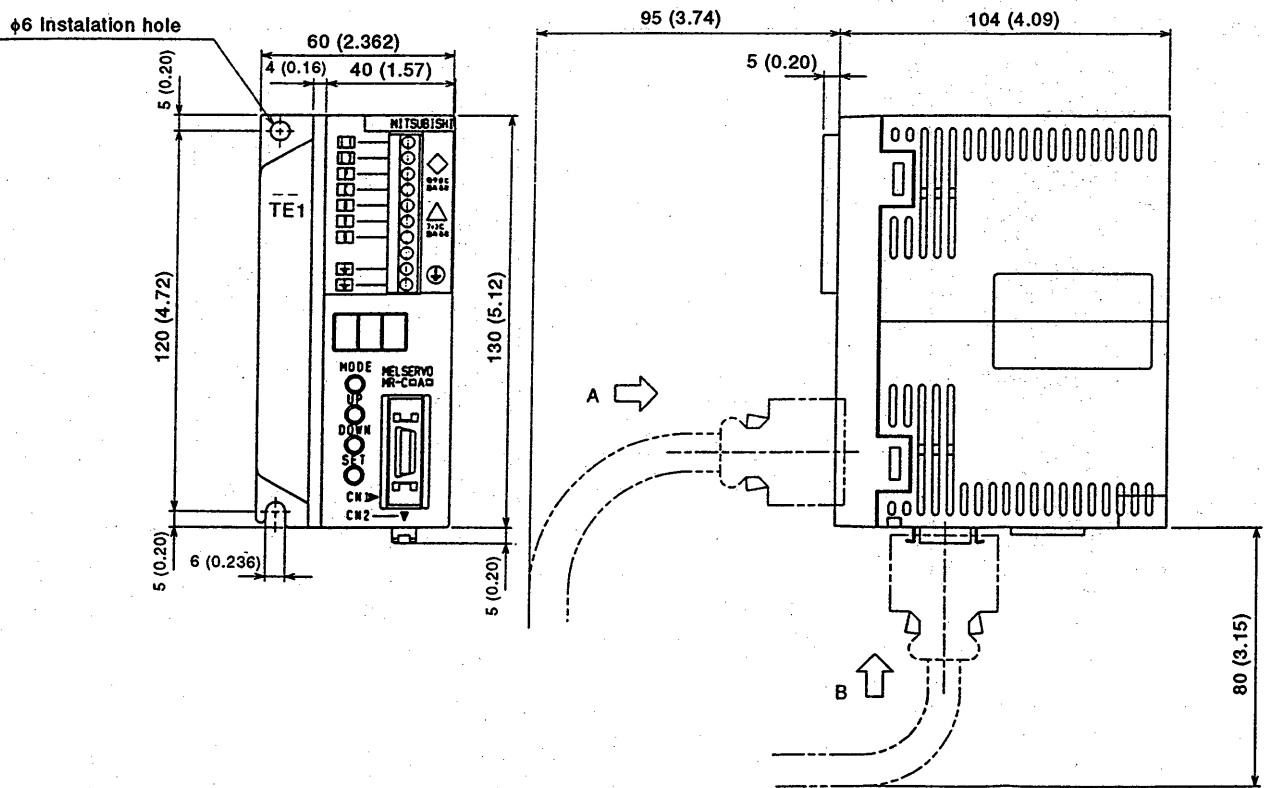 φ6 Instalation hole
60 (2.362)
4 (0.16)
40 (1.57)
5 (0.20)
95 (3.74)
104 (4.09)
5 (0.20)
MITSUBISHI
TE1
120 (4.72)
130 (5.12)
MODE
UP
DOWN
SET
MELSERVO
MR-C□A□
CN1
CN2
5 (0.20)
6 (0.236)
5 (0.20)
A
B
80 (3.15)